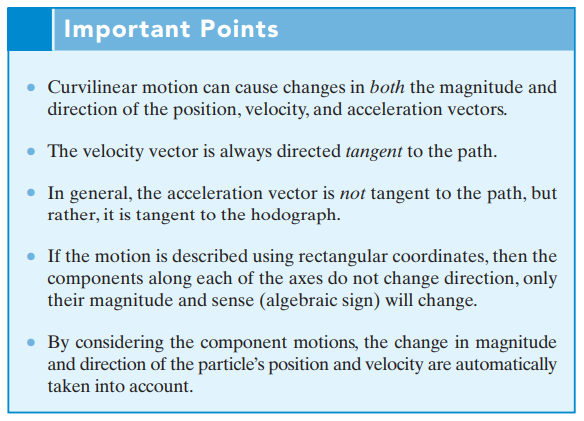 Important Points
• Curvilinear motion can cause changes in both the magnitude and
direction of the position, velocity, and acceleration vectors.
• The velocity vector is always directed tangent to the path.
• In general, the acceleration vector is not tangent to the path, but
rather, it is tangent to the hodograph.
• If the motion is described using rectangular coordinates, then the
components along each of the axes do not change direction, only
their magnitude and sense (algebraic sign) will change.
• By considering the component motions, the change in magnitude
and direction of the particle's position and velocity are automatically
taken into account.